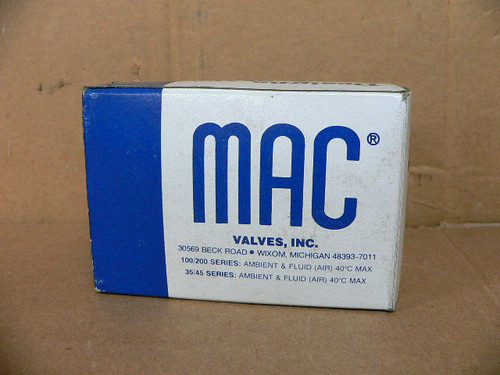 MAC®
VALVES, INC.
30569 BECK ROAD • WIXOM, MICHIGAN 48393-7011
100/200 SERIES: AMBIENT & FLUID (AIR) 40°C MAX
35/45 SERIES: AMBIENT & FLUID (AIR) 40°C MAX